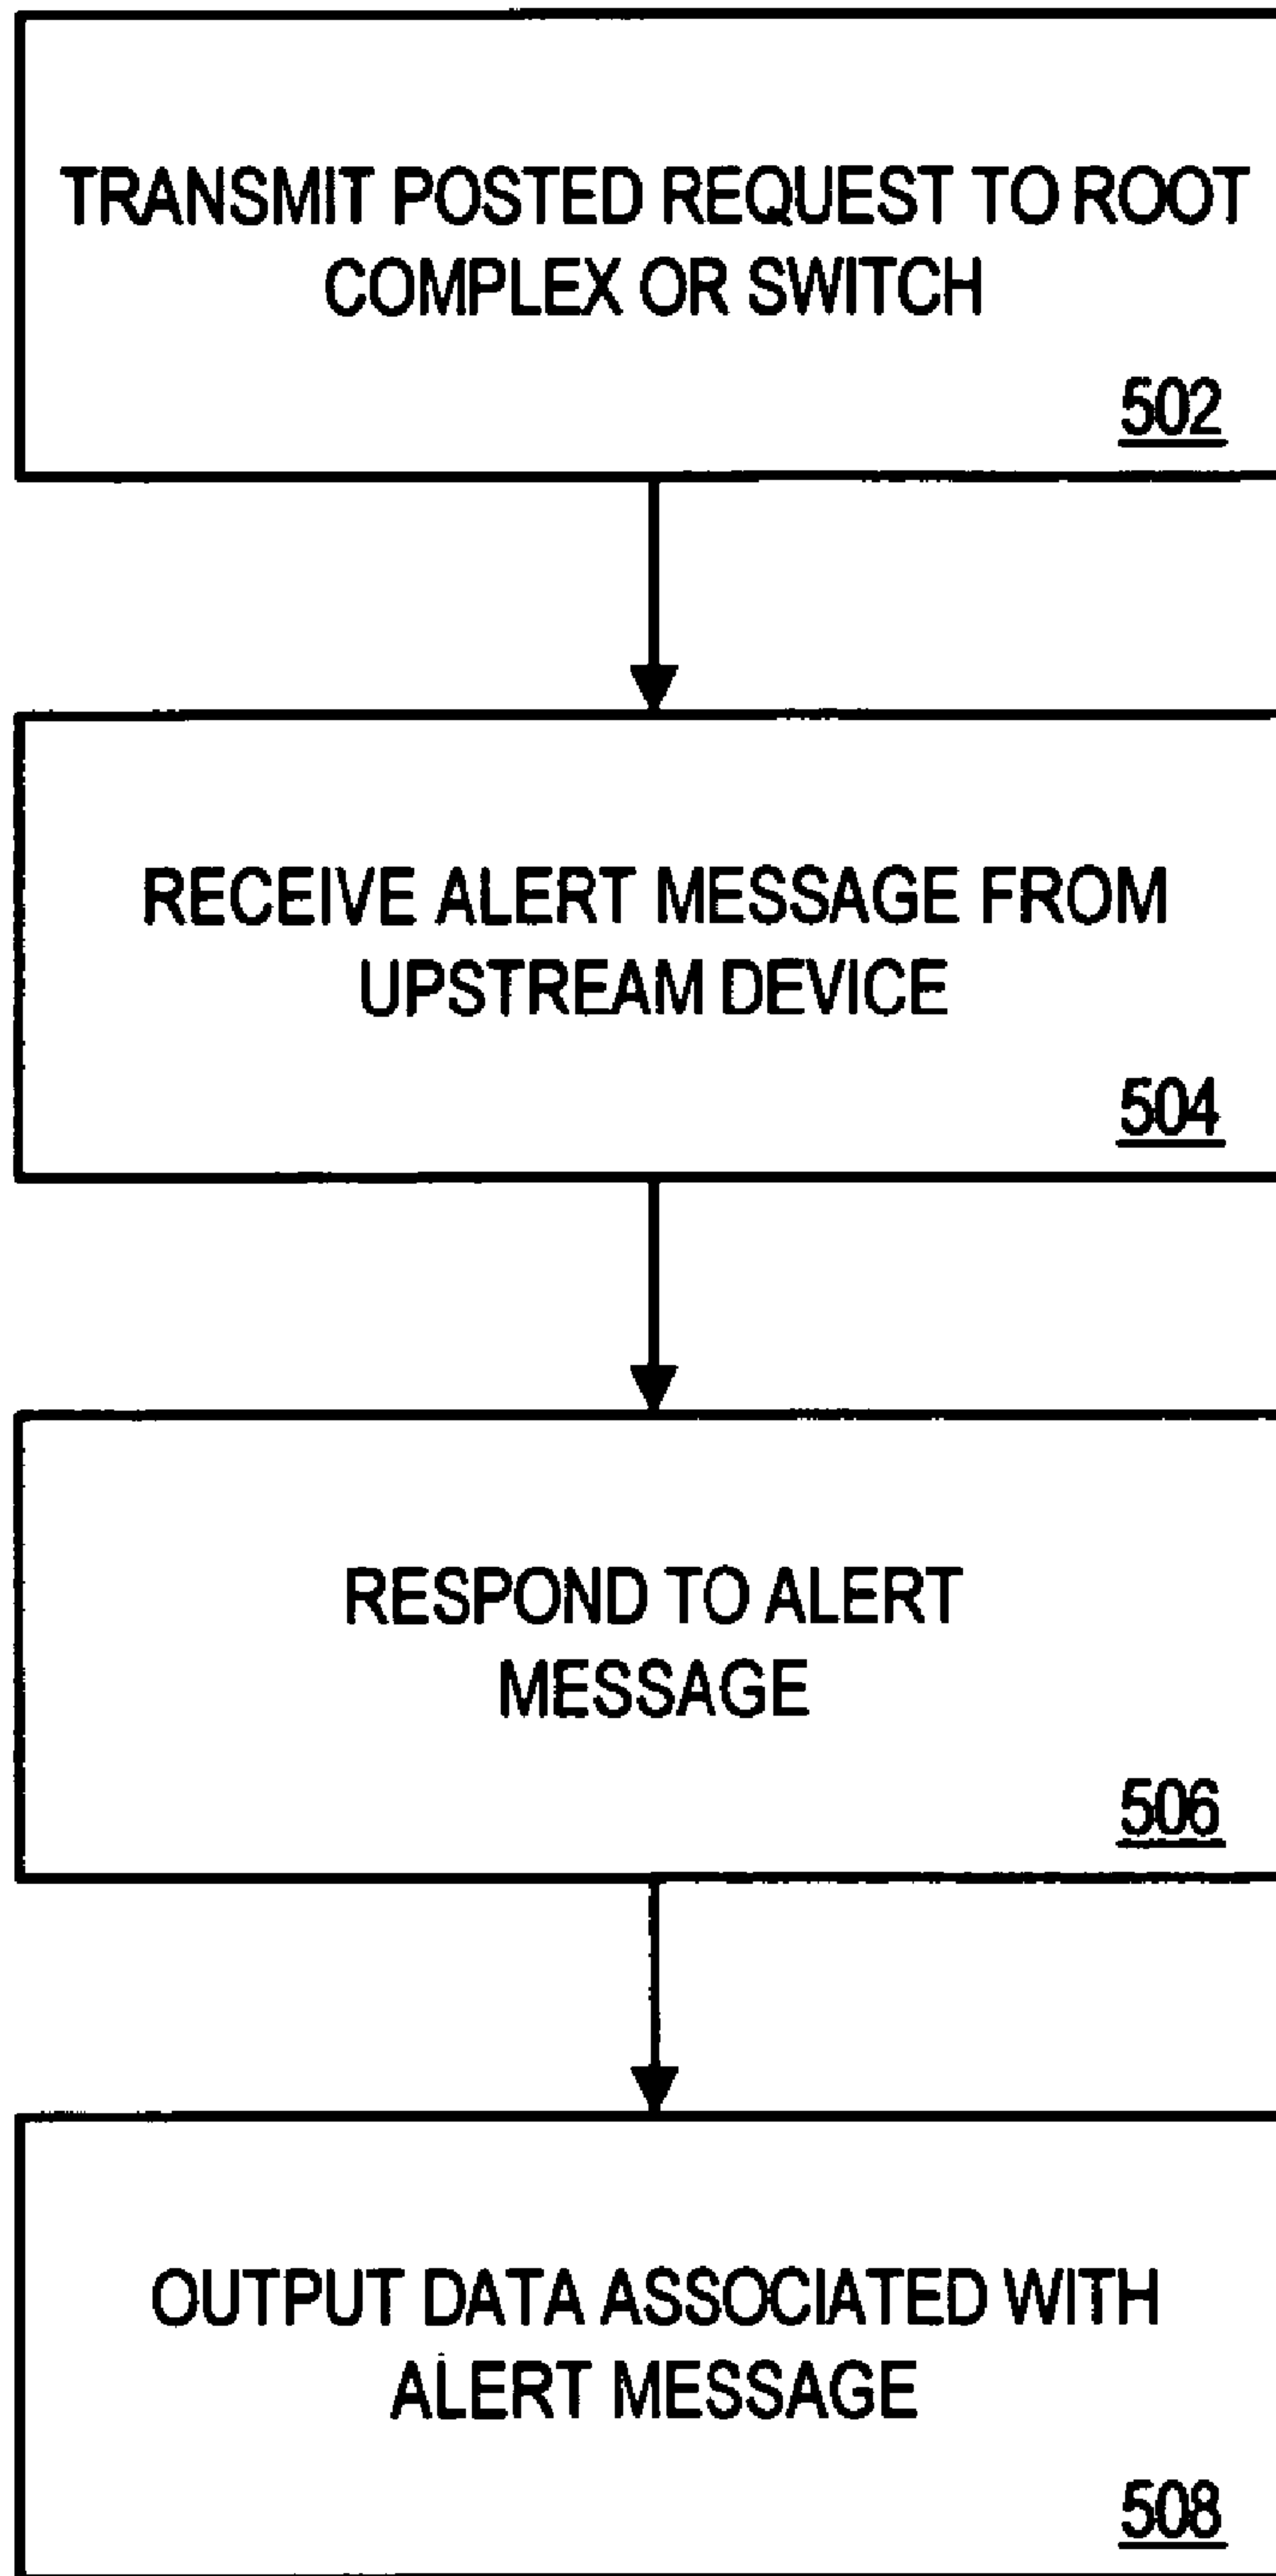 TRANSMIT POSTED REQUEST TO ROOT
COMPLEX OR SWITCH
502
RECEIVE ALERT MESSAGE FROM
UPSTREAM DEVICE
504
RESPOND TO ALERT
MESSAGE
506
OUTPUT DATA ASSOCIATED WITH
ALERT MESSAGE
508